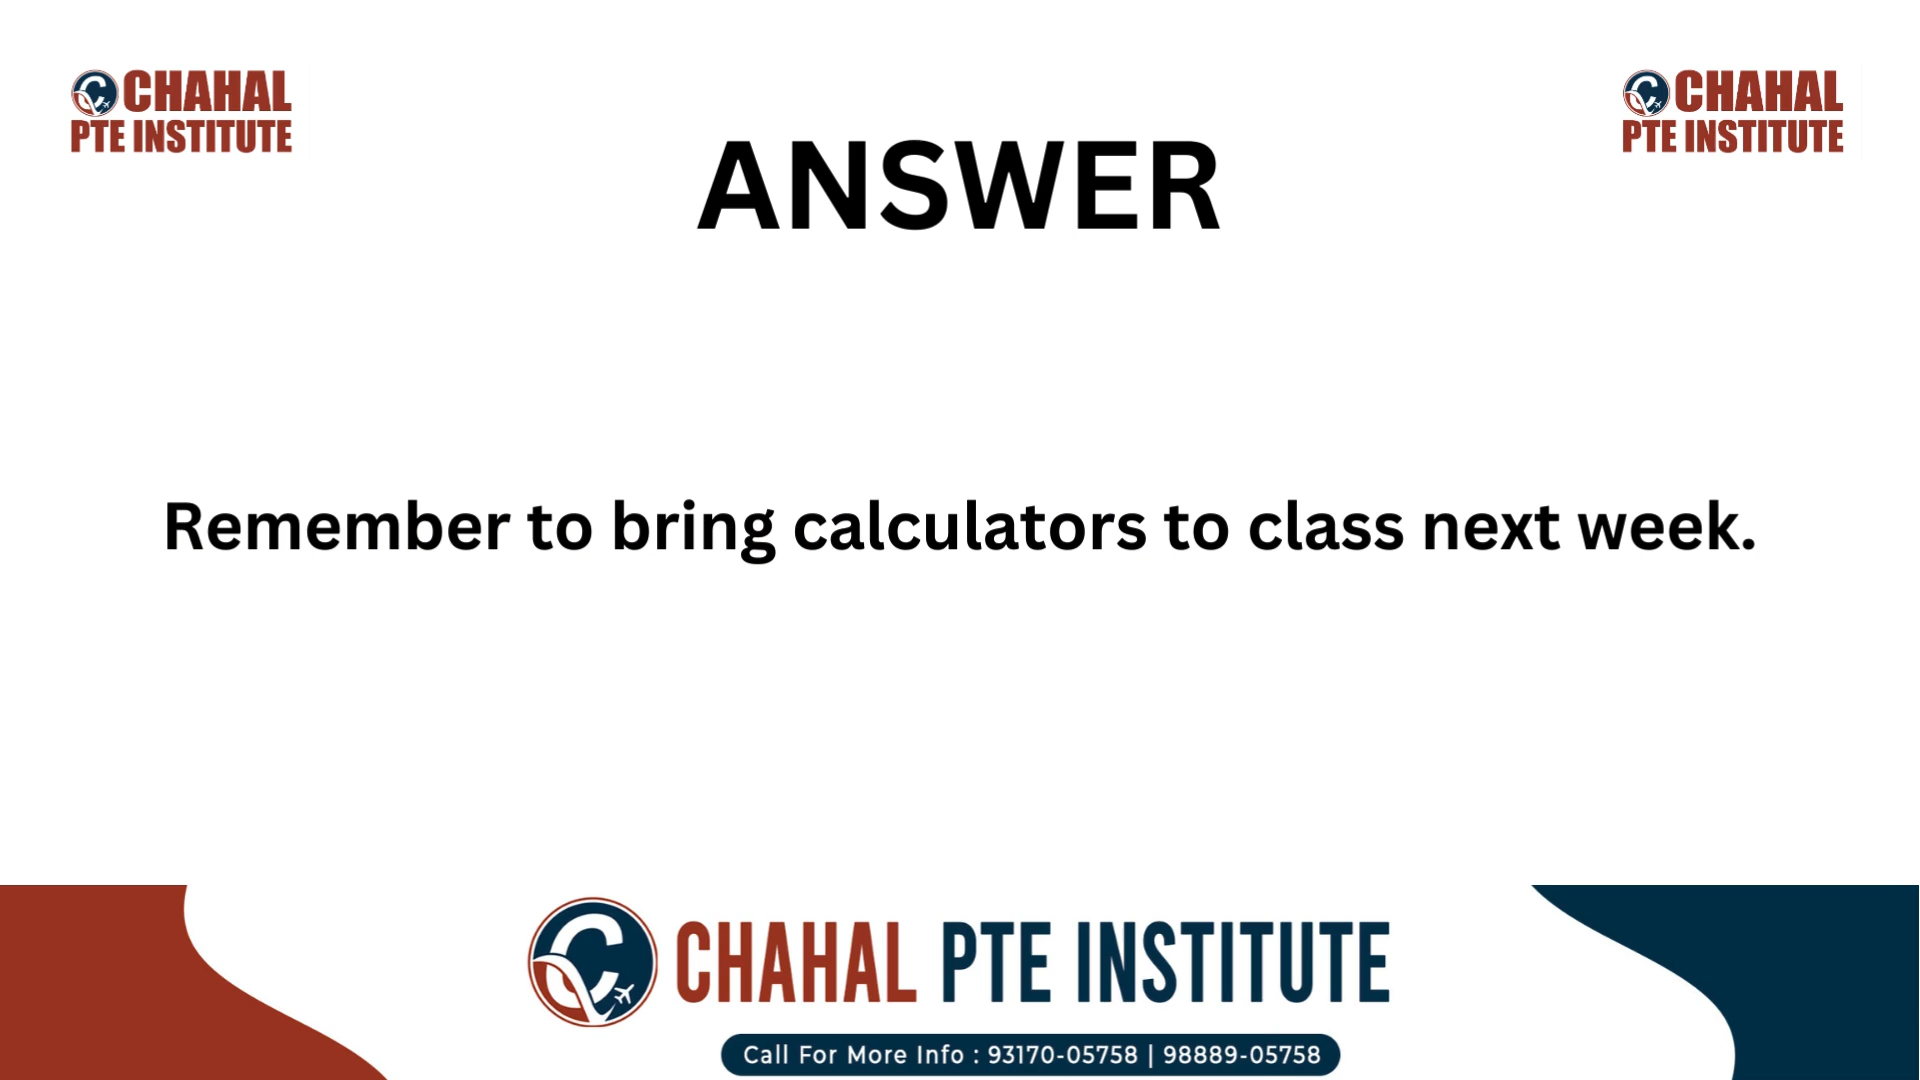 CHAHAL
PTE INSTITUTE
CHAHAL
PTE INSTITUTE
ANSWER
Remember to bring calculators to class next week.
CHAHAL PTE INSTITUTE
Call For More Info : 93170-05758 | 98889-05758